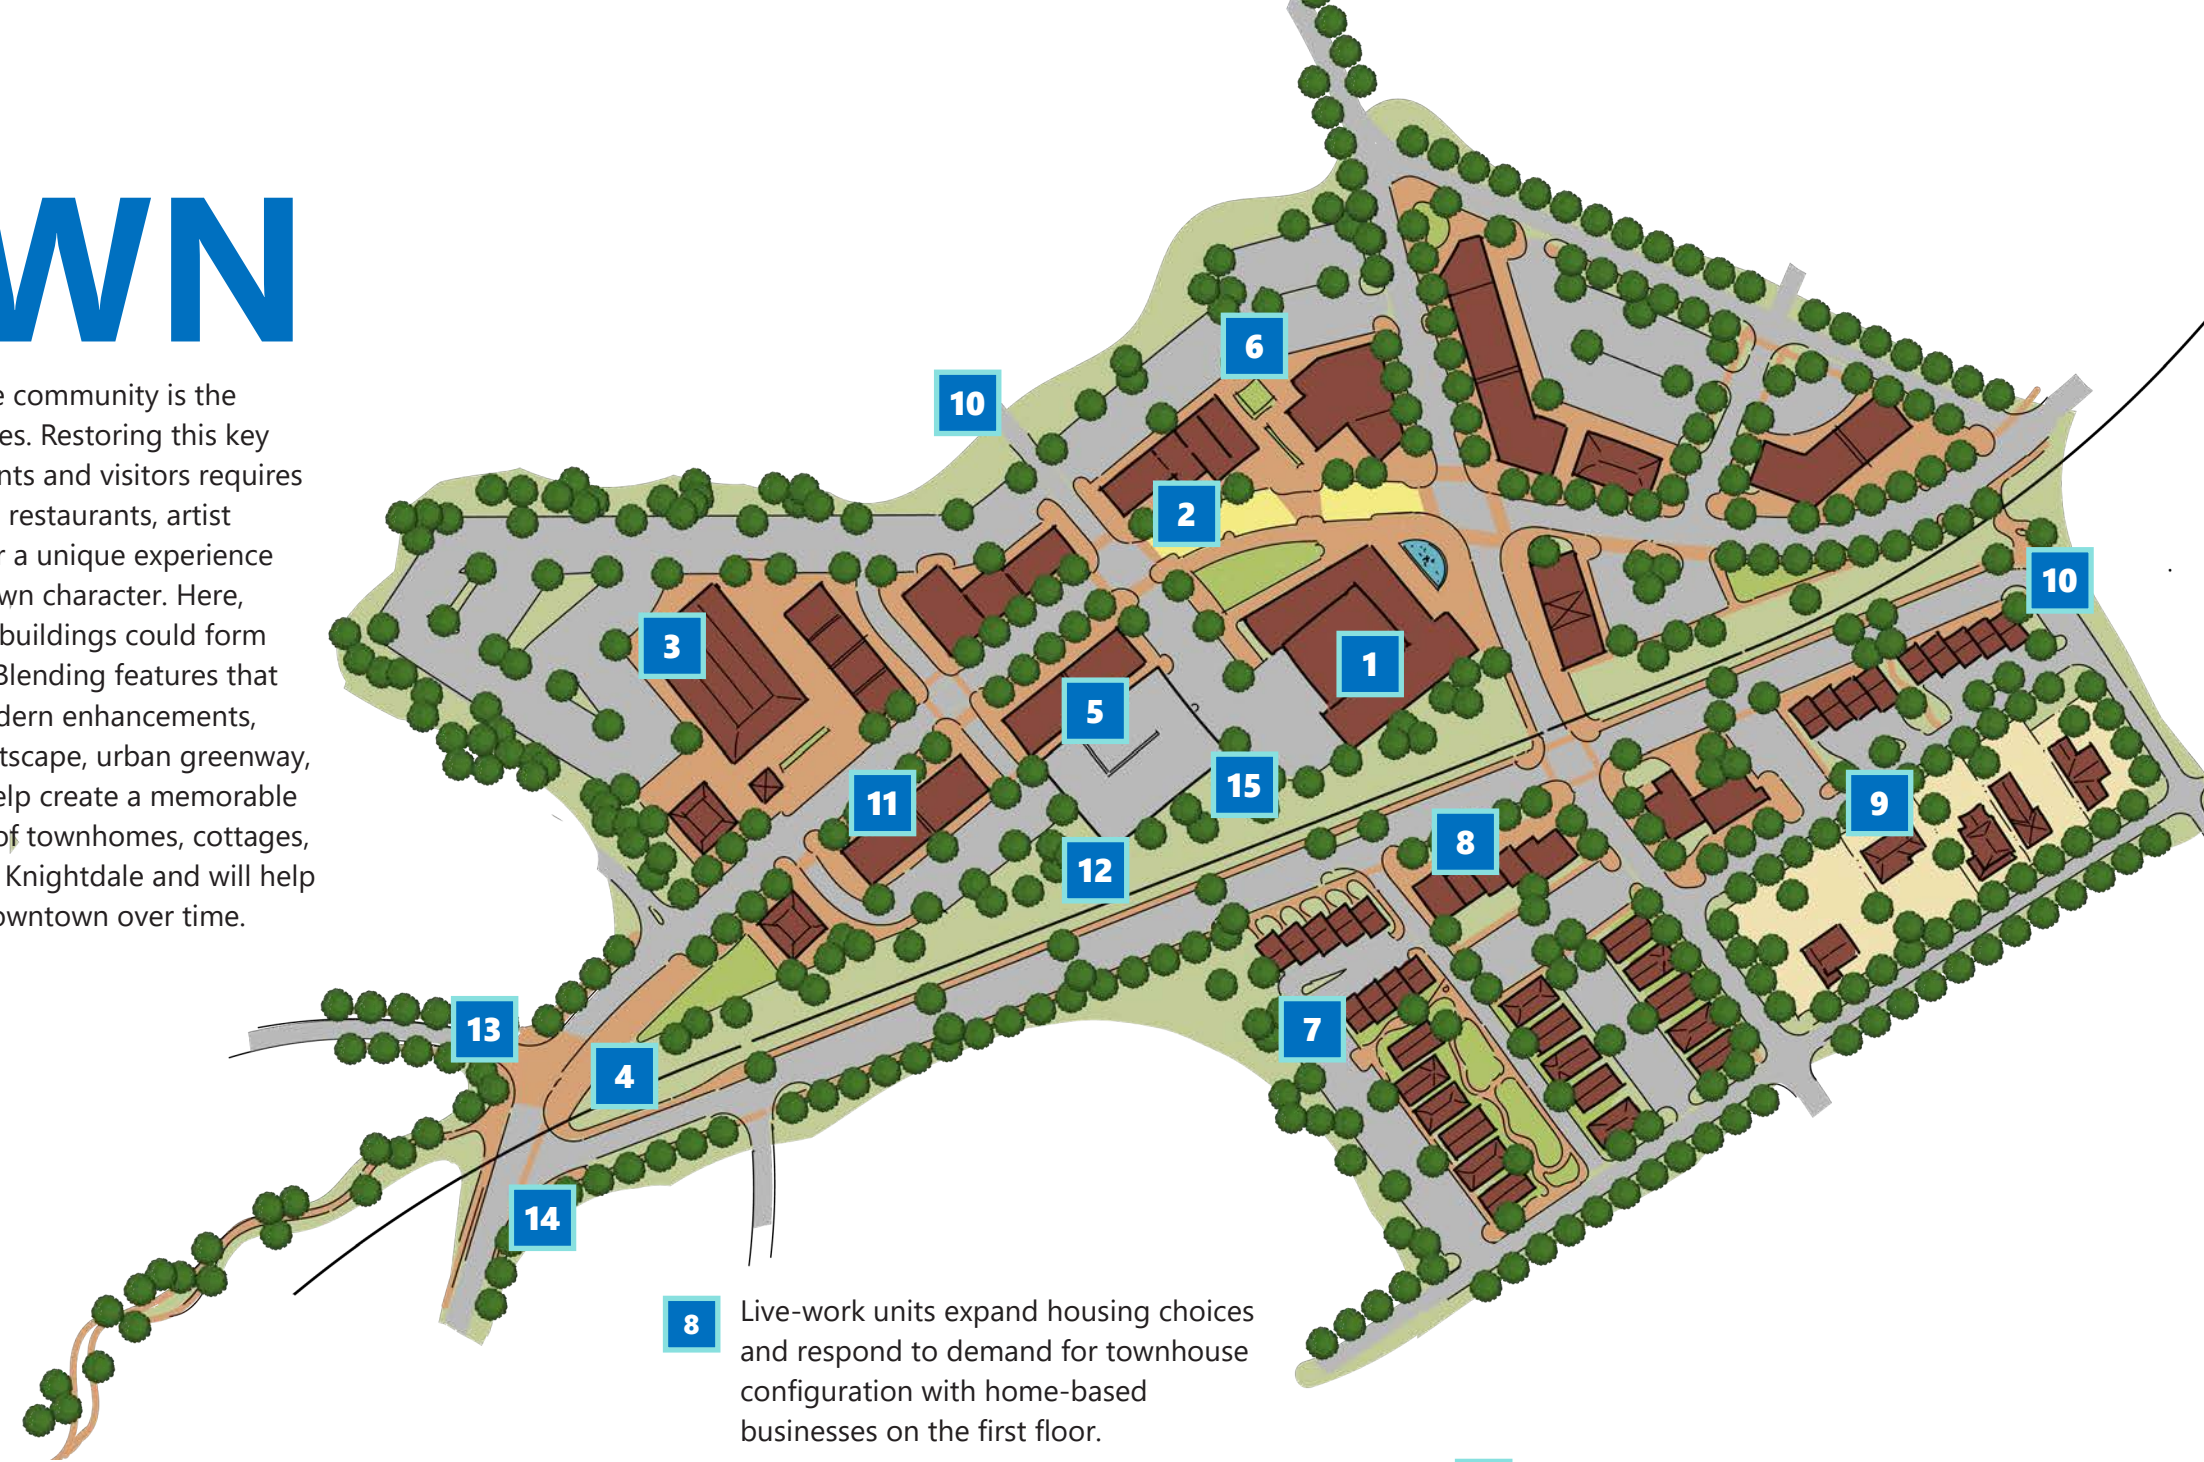 WN
e community is the
es. Restoring this key
nts and visitors requires
restaurants, artist
r a unique experience
wn character. Here,
buildings could form
Blending features that
dern enhancements,
tscape, urban greenway,
elp create a memorable
of townhomes, cottages,
Knightdale and will help
owntown over time.
6
10
2
10
3
1
5
15
9
11
8
12
13
7
4
14
8 Live-work units expand housing choices
and respond to demand for townhouse
configuration with home-based
businesses on the first floor.